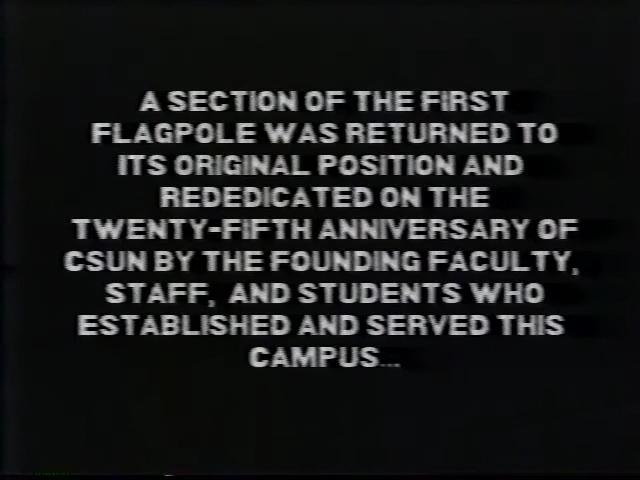 A SECTION OF THE FIRST
FLAGPOLE WAS RETURNED TO
ITS ORIGINAL POSITION AND
REDEDICATED ON THE
TWENTY-FIFTH ANNIVERSARY OF
CSUN BY THE FOUNDING FACULTY,
STAFF, AND STUDENTS WHO
ESTABLISHED AND SERVED THIS
CAMPUS...